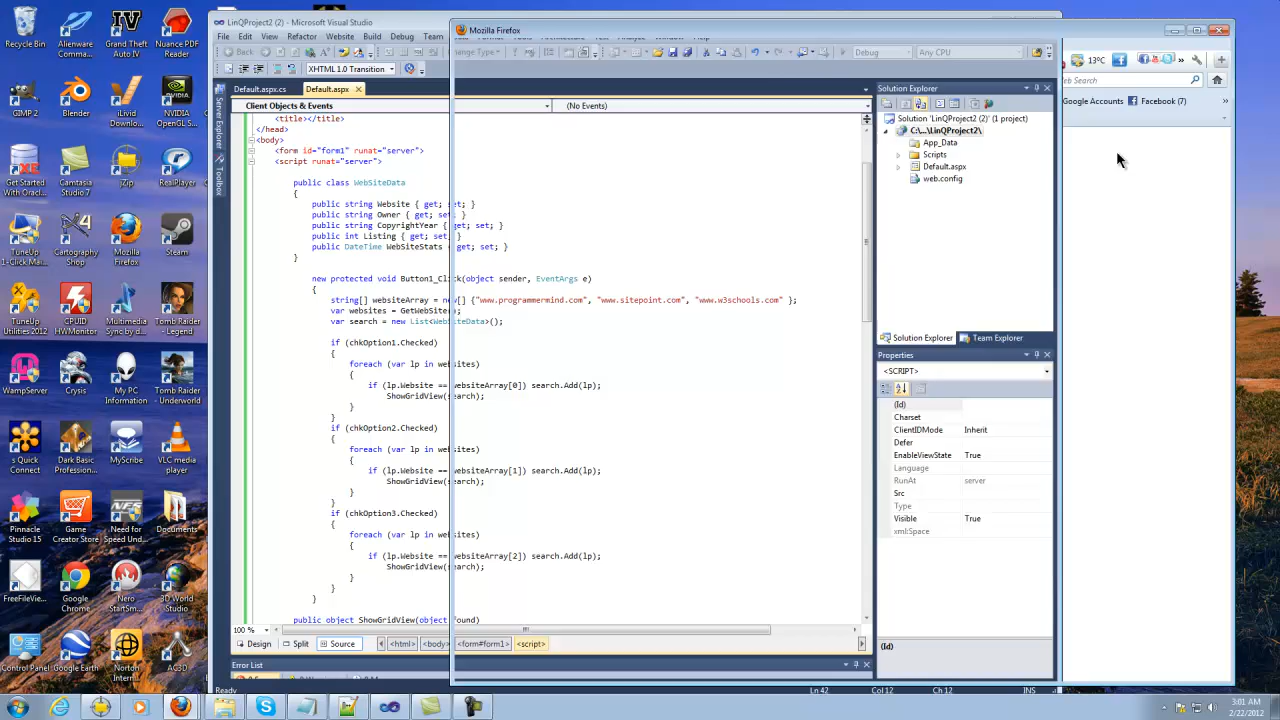 Recycle Bin
Alienware Command...
Grand Theft Auto IV
Nuance PDF
GIMP 2
Blender
iLivid Downlo...
NVIDIA OpenGL S...
Get Started With Oracl...
Camtasia Studio 7
jZip
RealPlayer
TuneUp 1-Click Mai...
Cartography Shop
Mozilla Firefox
Steam
TuneUp Utilities 2012
CPUID HWMonitor
Multimedia Sync by d...
Tomb Raider - Legend
WampServer
Crysis
My PC Information
Tomb Raider - Underworld
3 Quick Connect
Dark Basic Profession...
MyScribe
VLC media player
Pinnacle Studio 15
Game Creator Store
Need for Speed Und...
Documents
FreeFileVie...
Google Chrome
Nero StartSm...
3D World Studio
Control Panel
Google Earth
Norton Intern...
AC3D
LinQProject2 (2) - Microsoft Visual Studio
Mozilla Firefox
File Edit View Refactor Website Build Debug Team
Back
Debug Any CPU
XHTML 1.0 Transition
13°C
Web Search
Google Accounts Facebook (7)
Server Explorer
Toolbox
Default.aspx.cs Default.aspx
Client Objects & Events (No Events)
<title></title>
</head>
<body>
<form id="form1" runat="server">
<script runat="server">
public class WebSiteData
{
public string Website { get; set; }
public string Owner { get; set; }
public string CopyrightYear { get; set; }
public int Listing { get; set; }
public DateTime WebSiteStats { get; set; }
}
new protected void Button1_Click(object sender, EventArgs e)
{
string[] websiteArray = new[] {"www.programmermind.com", "www.sitepoint.com", "www.w3schools.com" };
var websites = GetWebSite();
var search = new List<WebSiteData>();
if (chkOption1.Checked)
{
foreach (var lp in websites)
{
if (lp.Website == websiteArray[0]) search.Add(lp);
ShowGridView(search);
}
}
if (chkOption2.Checked)
{
foreach (var lp in websites)
{
if (lp.Website == websiteArray[1]) search.Add(lp);
ShowGridView(search);
}
}
if (chkOption3.Checked)
{
foreach (var lp in websites)
{
if (lp.Website == websiteArray[2]) search.Add(lp);
ShowGridView(search);
}
}
}
public object ShowGridView(object found)
100 %
Design Split Source <html> <body> <form#form1> <script>
Error List
Ready Ln 42 Col 12 Ch 12 INS
Solution Explorer
Solution 'LinQProject2 (2)' (1 project)
C:\...\LinQProject2\
App_Data
Scripts
Default.aspx
web.config
Solution Explorer Team Explorer
Properties
<SCRIPT>
(Id)
Charset
ClientIDMode Inherit
Defer
EnableViewState True
Language
RunAt server
Src
Type
Visible True
xml:Space
(Id)
3:01 AM
2/22/2012